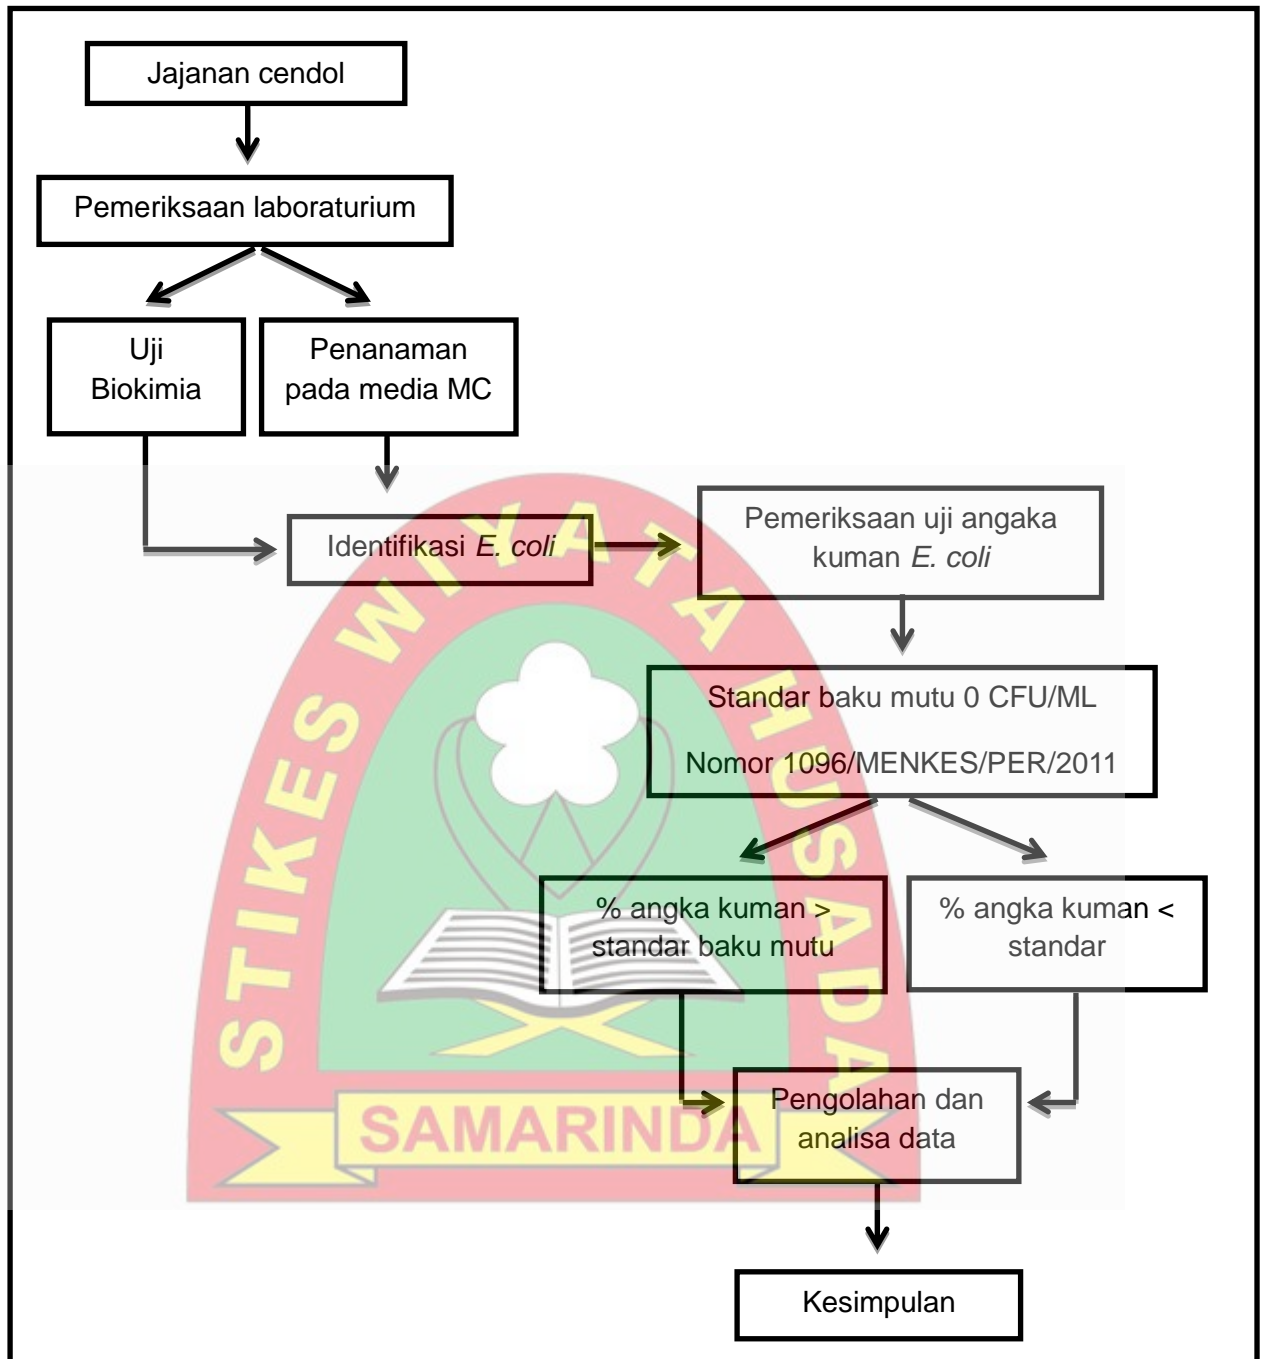 Jajanan cendol
Pemeriksaan laboraturium
Uji
Biokimia
Penanaman
pada media MC
Identifikasi E. coli
Pemeriksaan uji angaka
kuman E. coli
Standar baku mutu 0 CFU/ML
Nomor 1096/MENKES/PER/2011
% angka kuman >
standar baku mutu
% angka kuman <
standar
Pengolahan dan
analisa data
Kesimpulan
STIKES WIYATA HUSADA
SAMARINDA